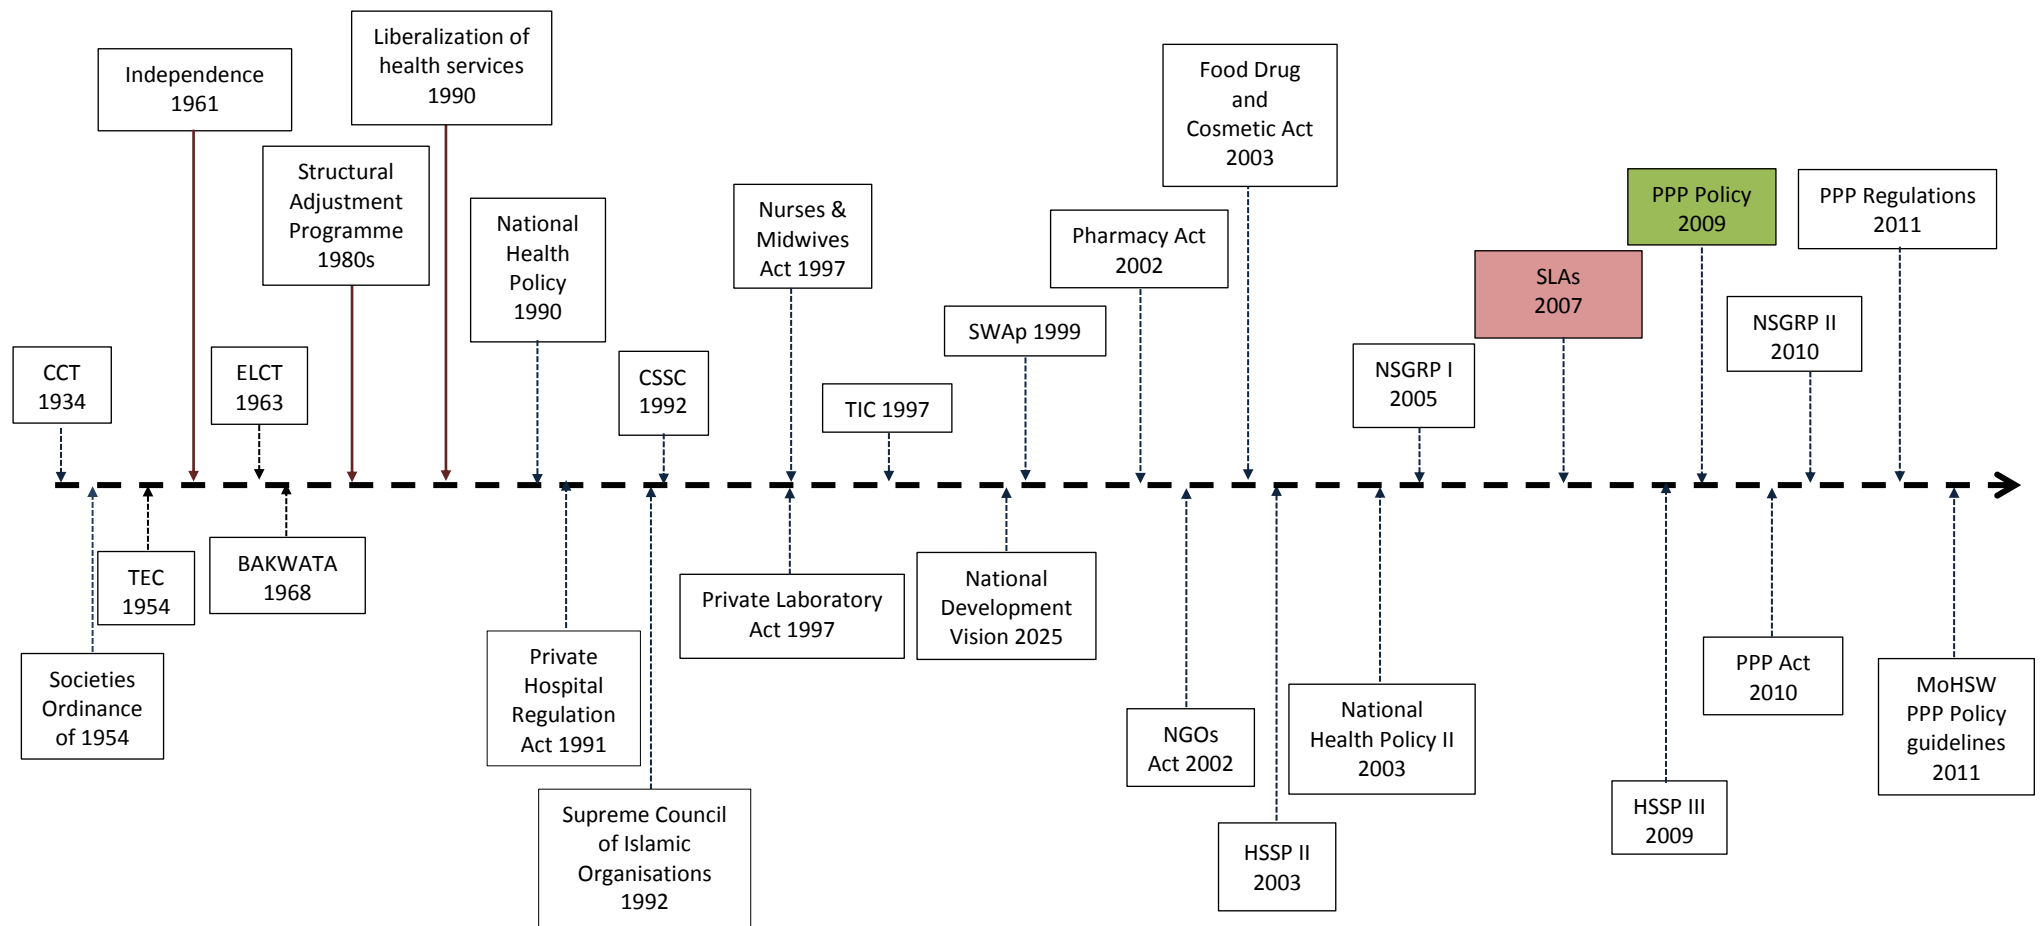 Independence
1961
Liberalization of
health services
1990
Structural
Adjustment
Programme
1980s
National
Health
Policy
1990
CCT
1934
ELCT
1963
CSSC
1992
Nurses &
Midwives
Act 1997
TIC 1997
SWAp 1999
Pharmacy Act
2002
Food Drug
and
Cosmetic Act
2003
NSGRP I
2005
SLAs
2007
PPP Policy
2009
NSGRP II
2010
PPP Regulations
2011
Societies
Ordinance
of 1954
TEC
1954
BAKWATA
1968
Private
Hospital
Regulation
Act 1991
Supreme Council
of Islamic
Organisations
1992
Private Laboratory
Act 1997
National
Development
Vision 2025
NGOs
Act 2002
HSSP II
2003
National
Health Policy II
2003
HSSP III
2009
PPP Act
2010
MoHSW
PPP Policy
guidelines
2011